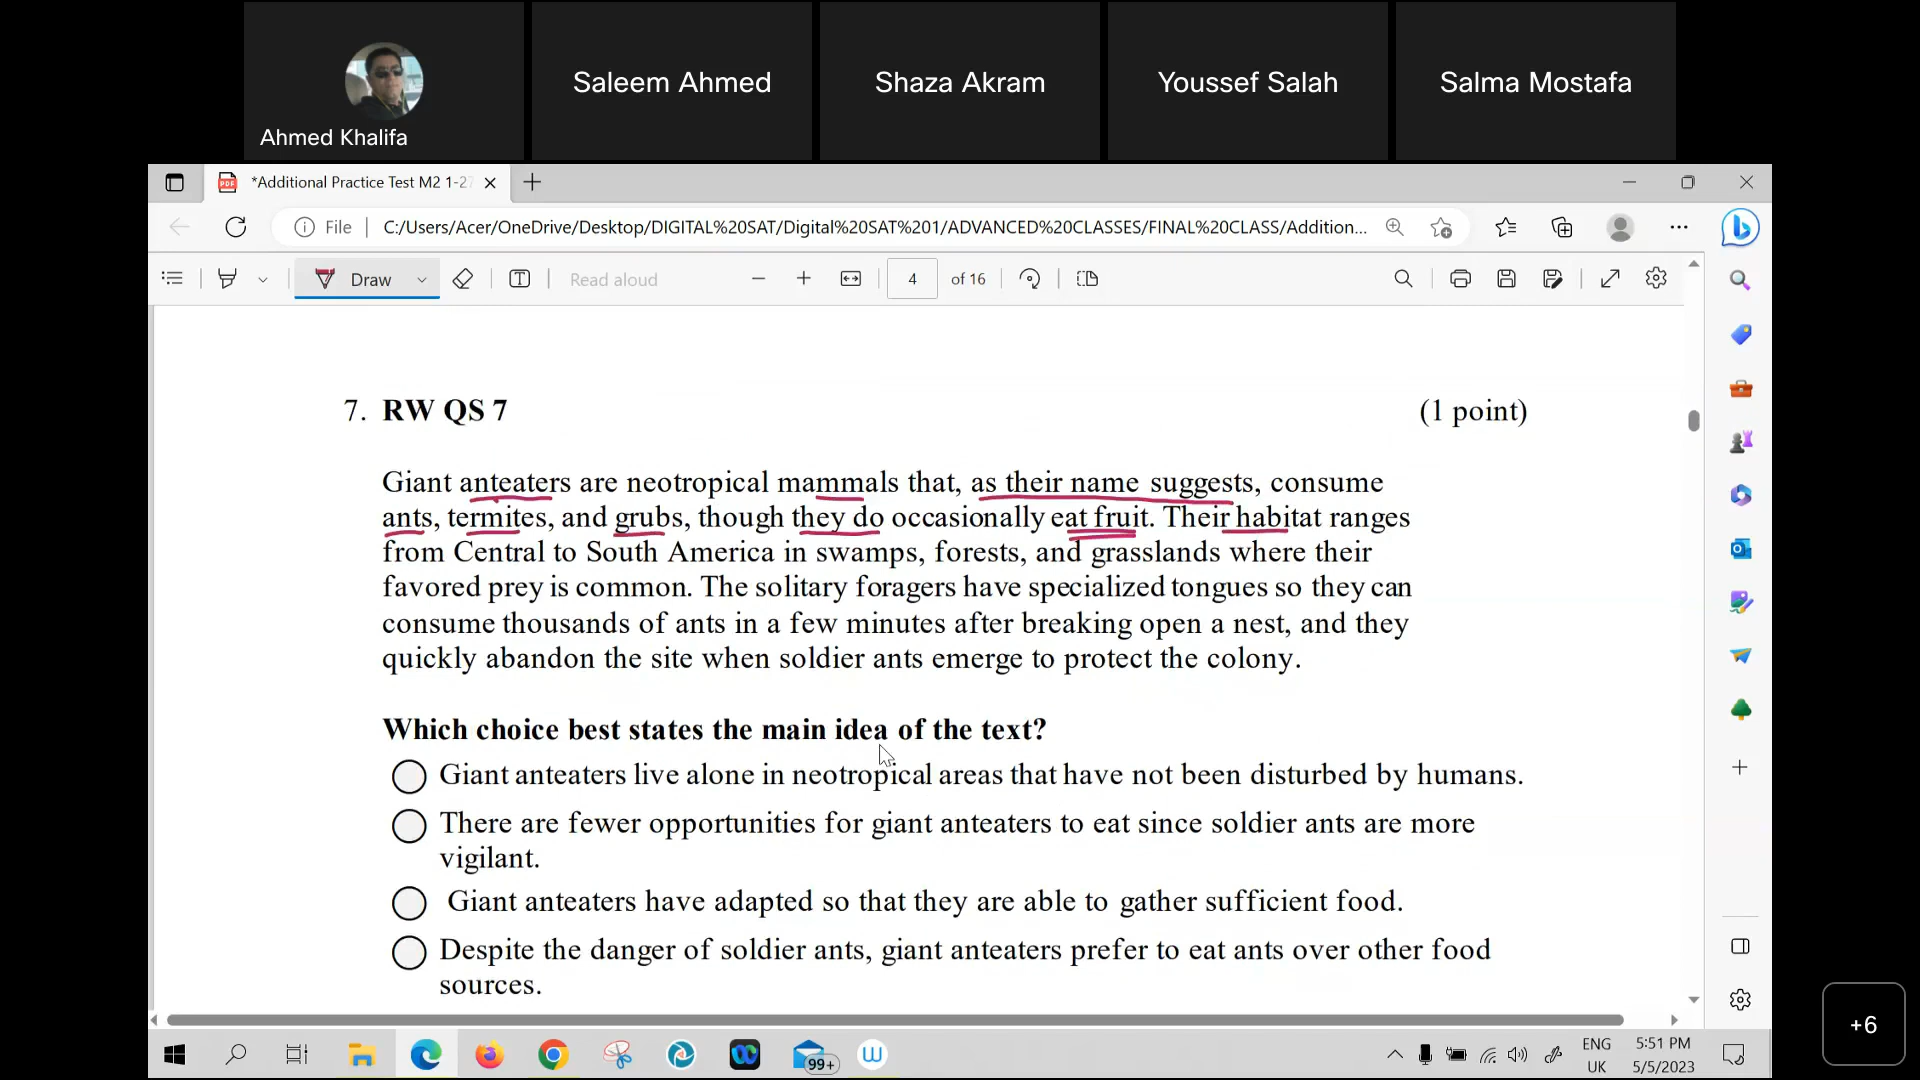 Saleem Ahmed
Shaza Akram
Youssef Salah
Salma Mostafa
Ahmed Khalifa
*Additional Practice Test M2 1-27
File
C:/Users/Acer/OneDrive/Desktop/DIGITAL%20SAT/Digital%20SAT%201/ADVANCED%20CLASSES/FINAL%20CLASS/Addition...
Draw
Read aloud
4
of 16
7. RW QS 7
(1 point)
Giant anteaters are neotropical mammals that, as their name suggests, consume
ants, termites, and grubs, though they do occasionally eat fruit. Their habitat ranges
from Central to South America in swamps, forests, and grasslands where their
favored prey is common. The solitary foragers have specialized tongues so they can
consume thousands of ants in a few minutes after breaking open a nest, and they
quickly abandon the site when soldier ants emerge to protect the colony.
Which choice best states the main idea of the text?
Giant anteaters live alone in neotropical areas that have not been disturbed by humans.
There are fewer opportunities for giant anteaters to eat since soldier ants are more
vigilant.
Giant anteaters have adapted so that they are able to gather sufficient food.
Despite the danger of soldier ants, giant anteaters prefer to eat ants over other food
sources.
+6
99+
ENG
UK
5:51 PM
5/5/2023